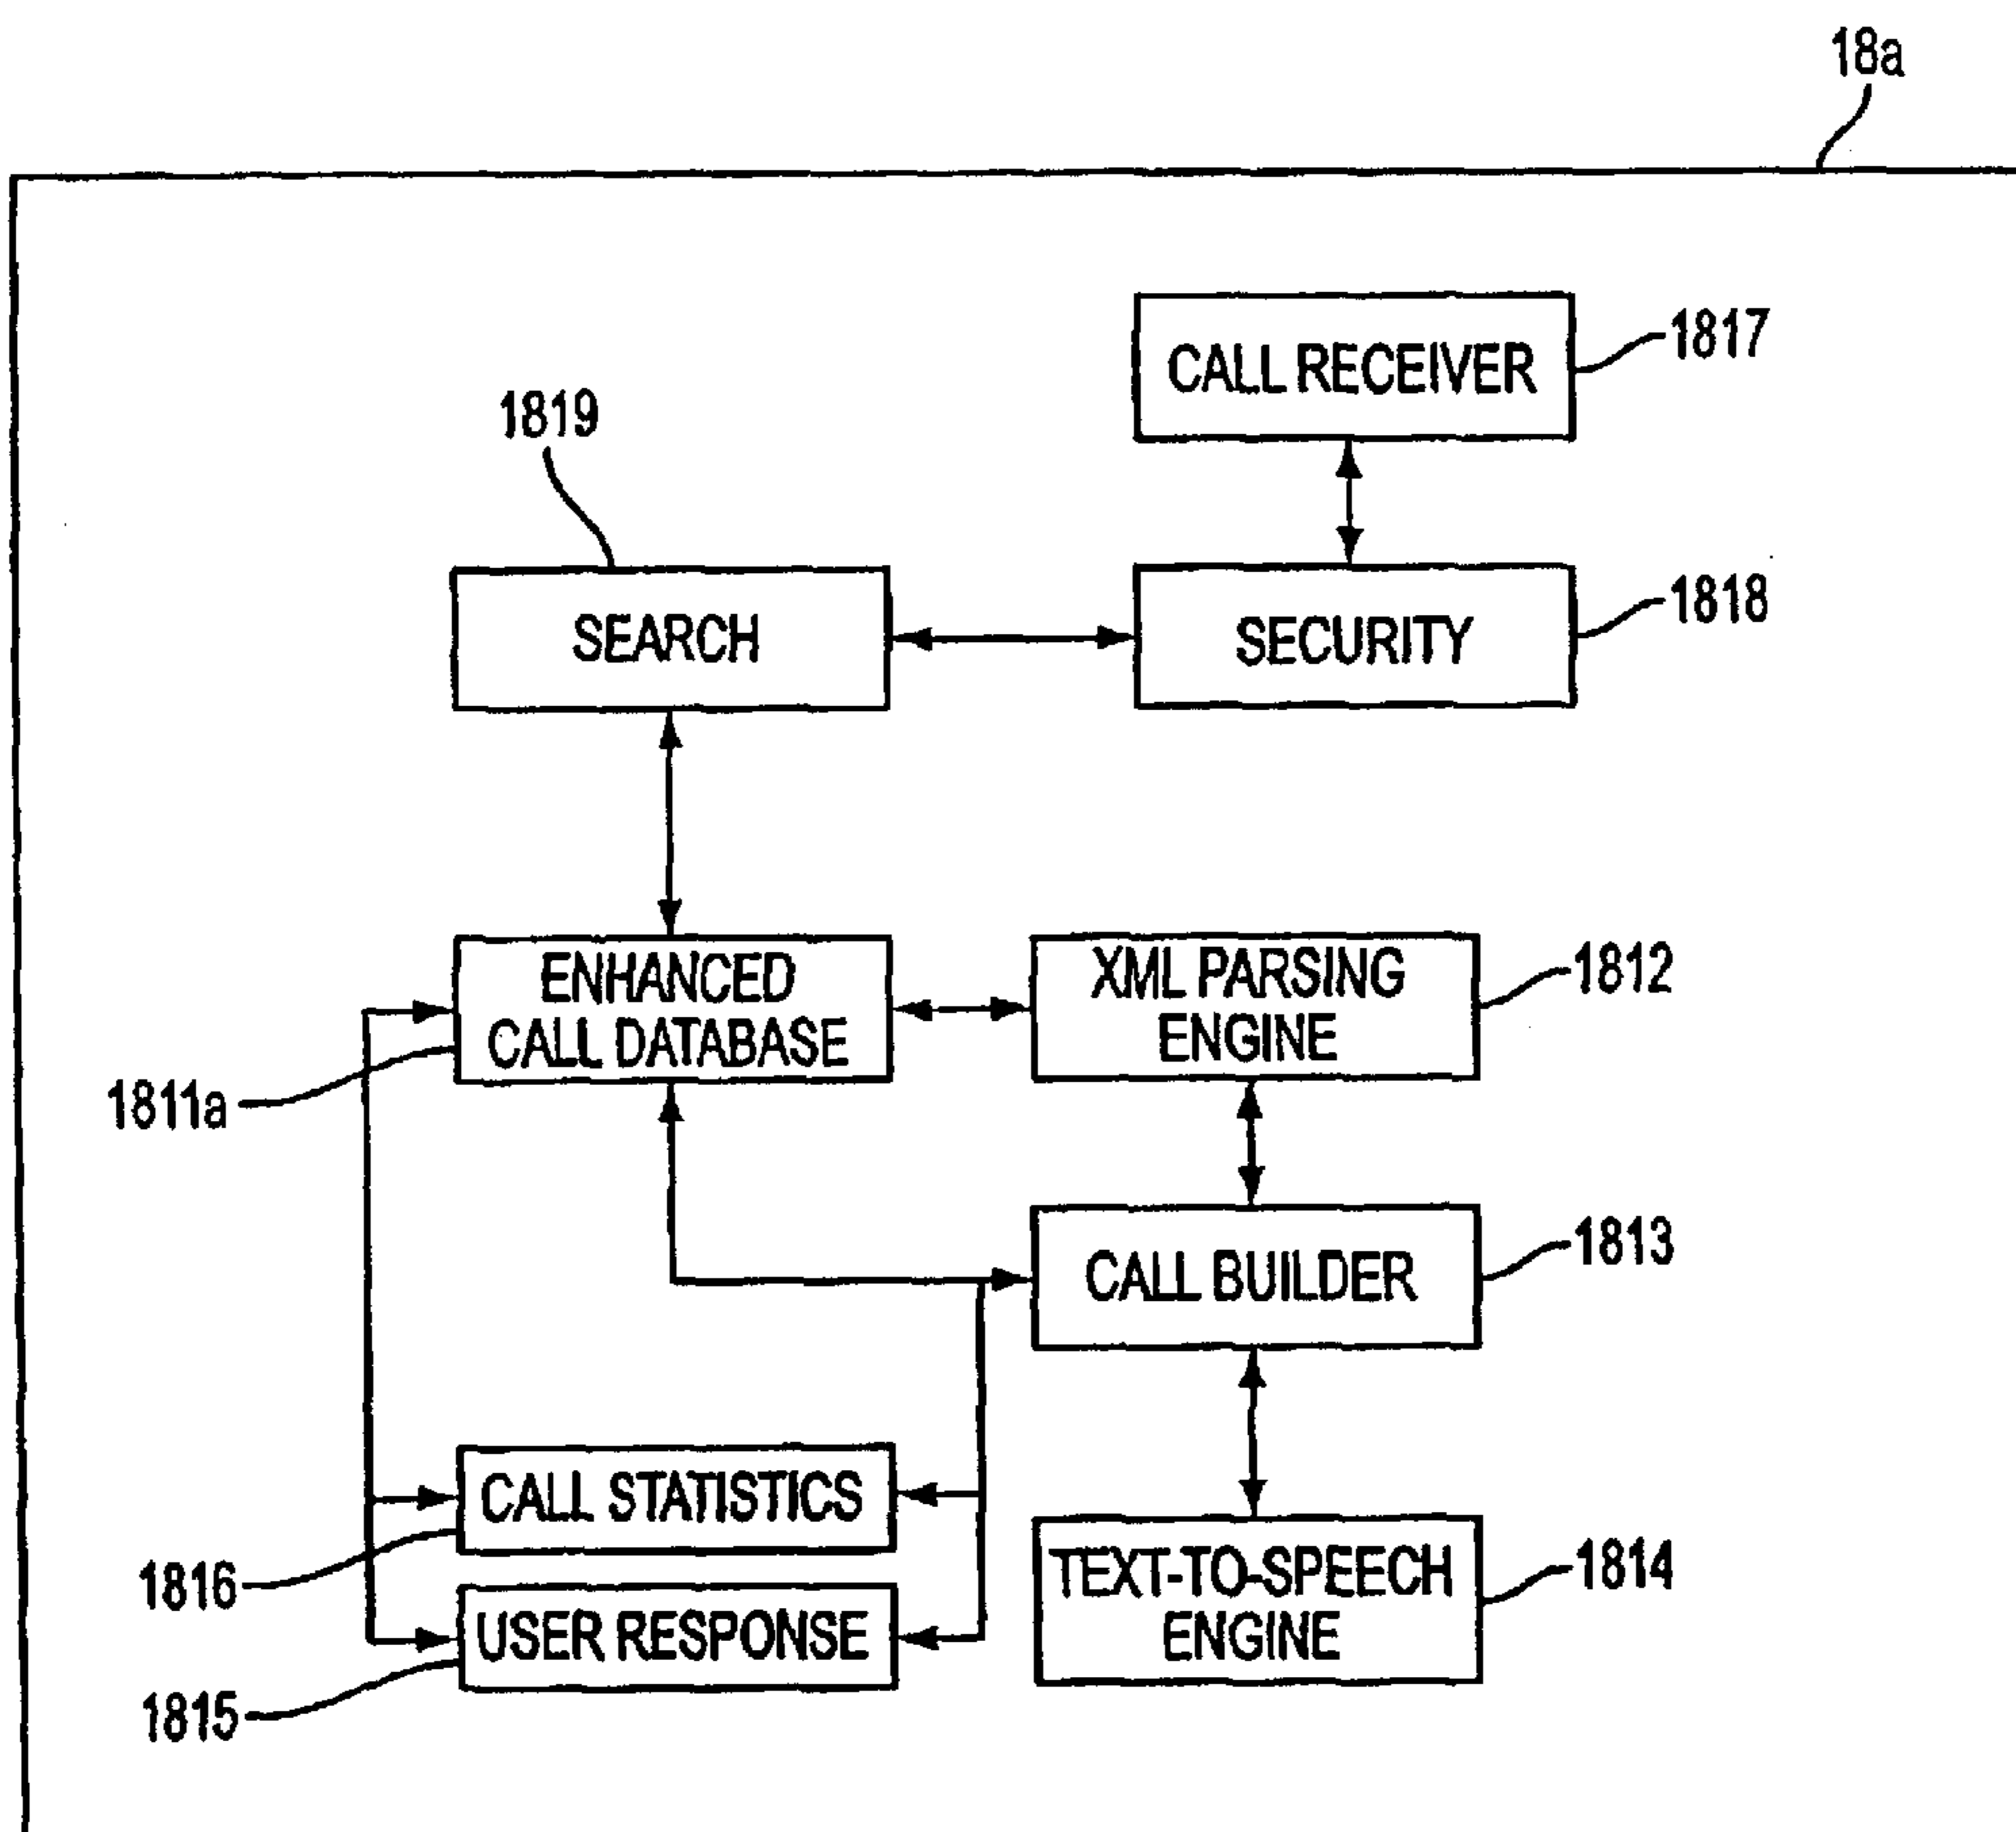 18a
CALL RECEIVER
1817
1819
SEARCH
SECURITY
1818
ENHANCED
CALL DATABASE
1811a
XML PARSING
ENGINE
1812
CALL BUILDER
1813
CALL STATISTICS
1816
USER RESPONSE
1815
TEXT-TO-SPEECH
ENGINE
1814